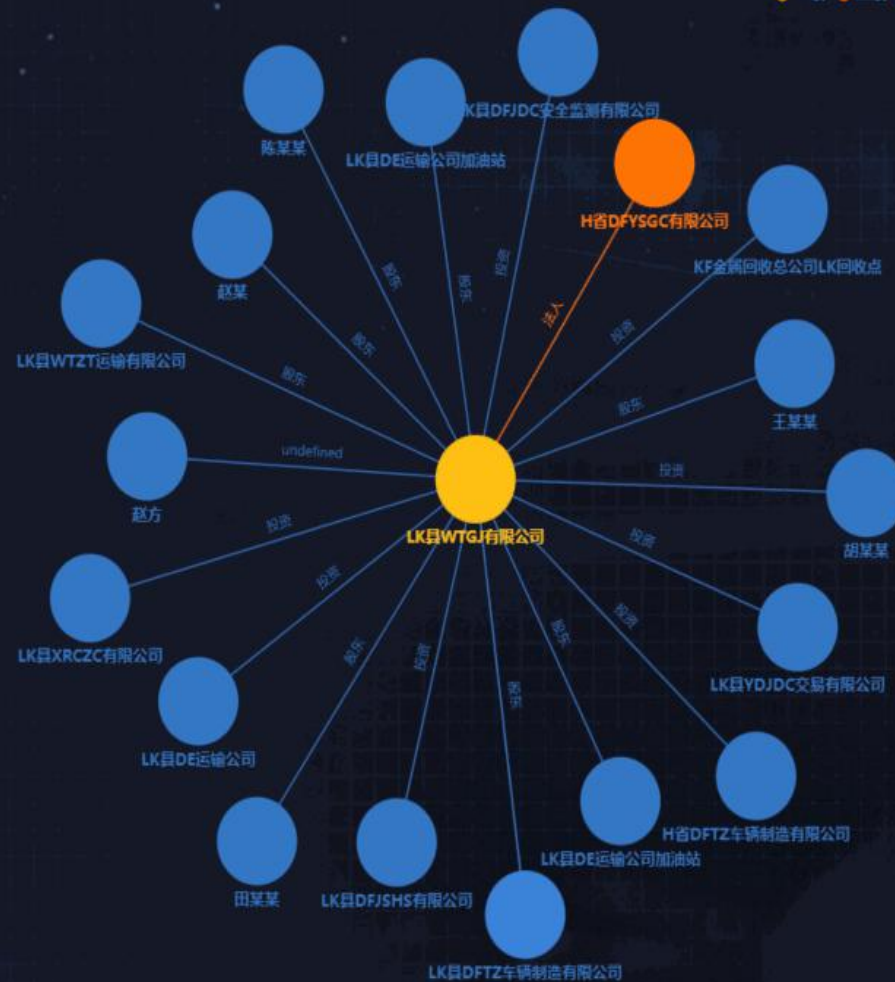 陈某某
LK县DE运输公司加油站
K县DFJDC安全监测有限公司
H省DFYSGC有限公司
KF金属回收总公司LK回收点
赵某
LK县WTZT运输有限公司
王某某
赵方
胡某某
LK县WTGJ有限公司
LK县XRCZC有限公司
LK县YDJDC交易有限公司
LK县DE运输公司
H省DFTZ车辆制造有限公司
LK县DE运输公司加油站
田某某
LK县DFJSHS有限公司
LK县DFTZ车辆制造有限公司
股东
股东
投资
法人
投资
股东
股东
股东
undefined
投资
投资
投资
投资
股东
投资
股东
股东
投资